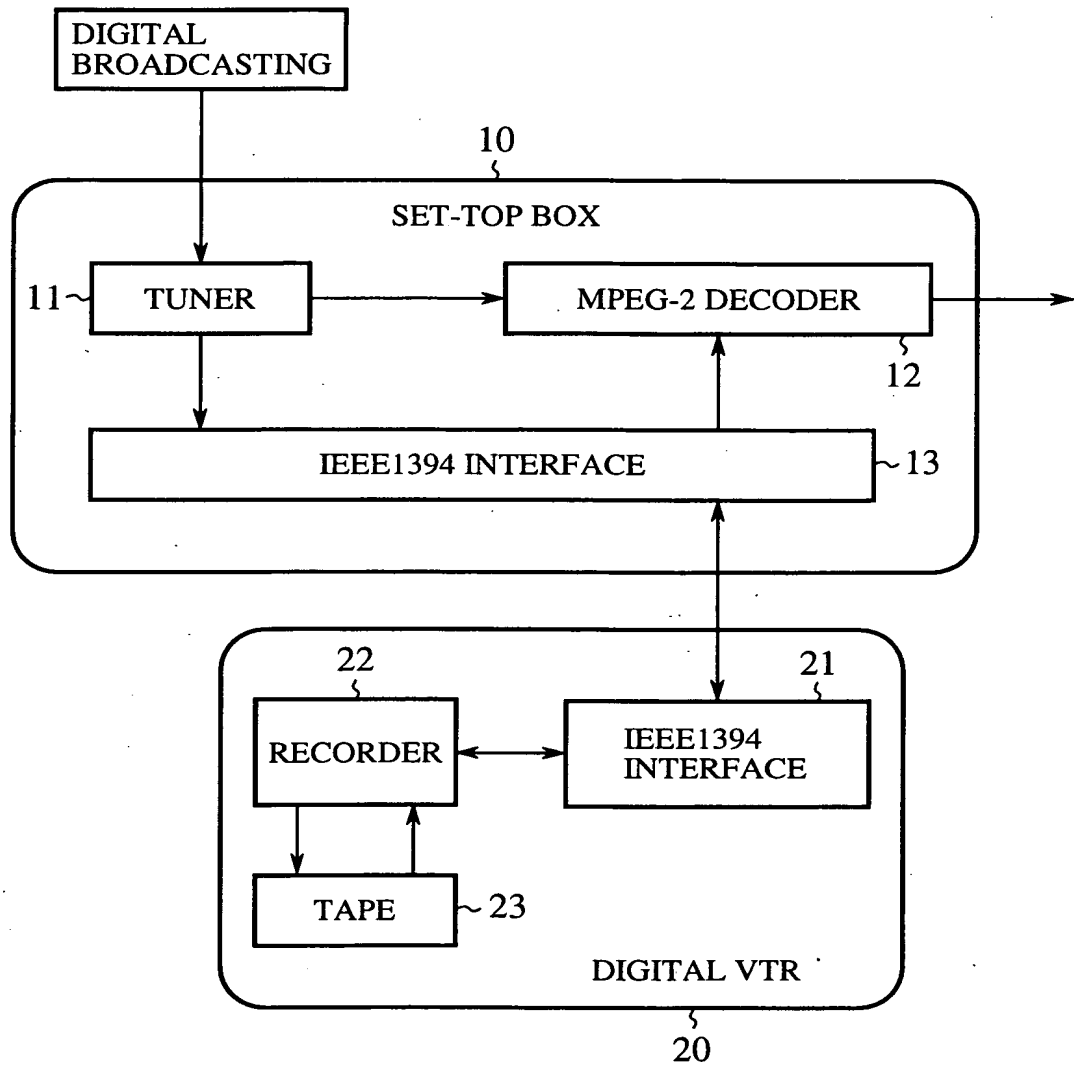 DIGITAL
BROADCASTING
10
SET-TOP BOX
11
TUNER
MPEG-2 DECODER
12
IEEE1394 INTERFACE
13
22
21
RECORDER
IEEE1394
INTERFACE
TAPE
23
DIGITAL VTR
20